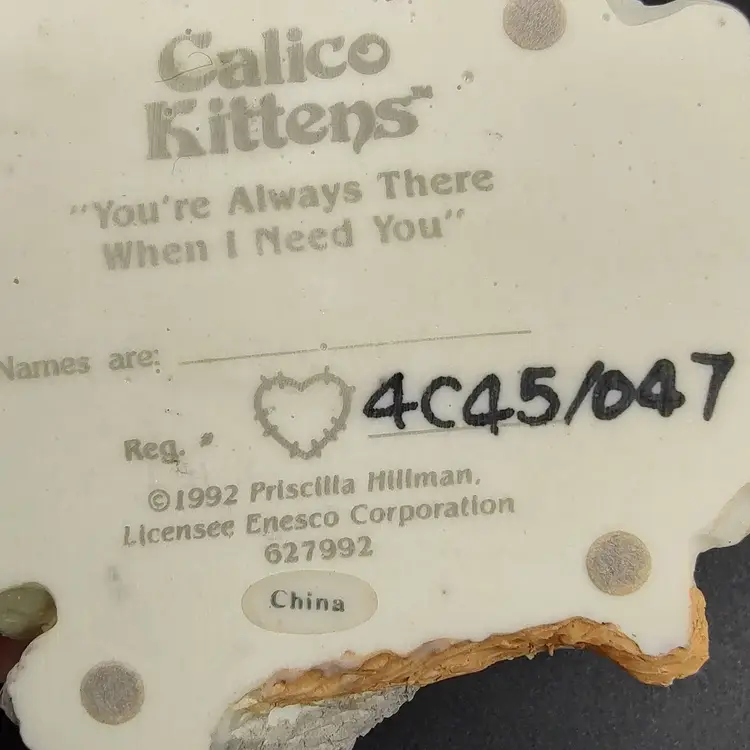 Calico
Kittens™
"You're Always There
When I Need You"
Names are:
Reg. # 4C45/047
©1992 Priscilla Hillman,
Licensee Enesco Corporation
627992
China